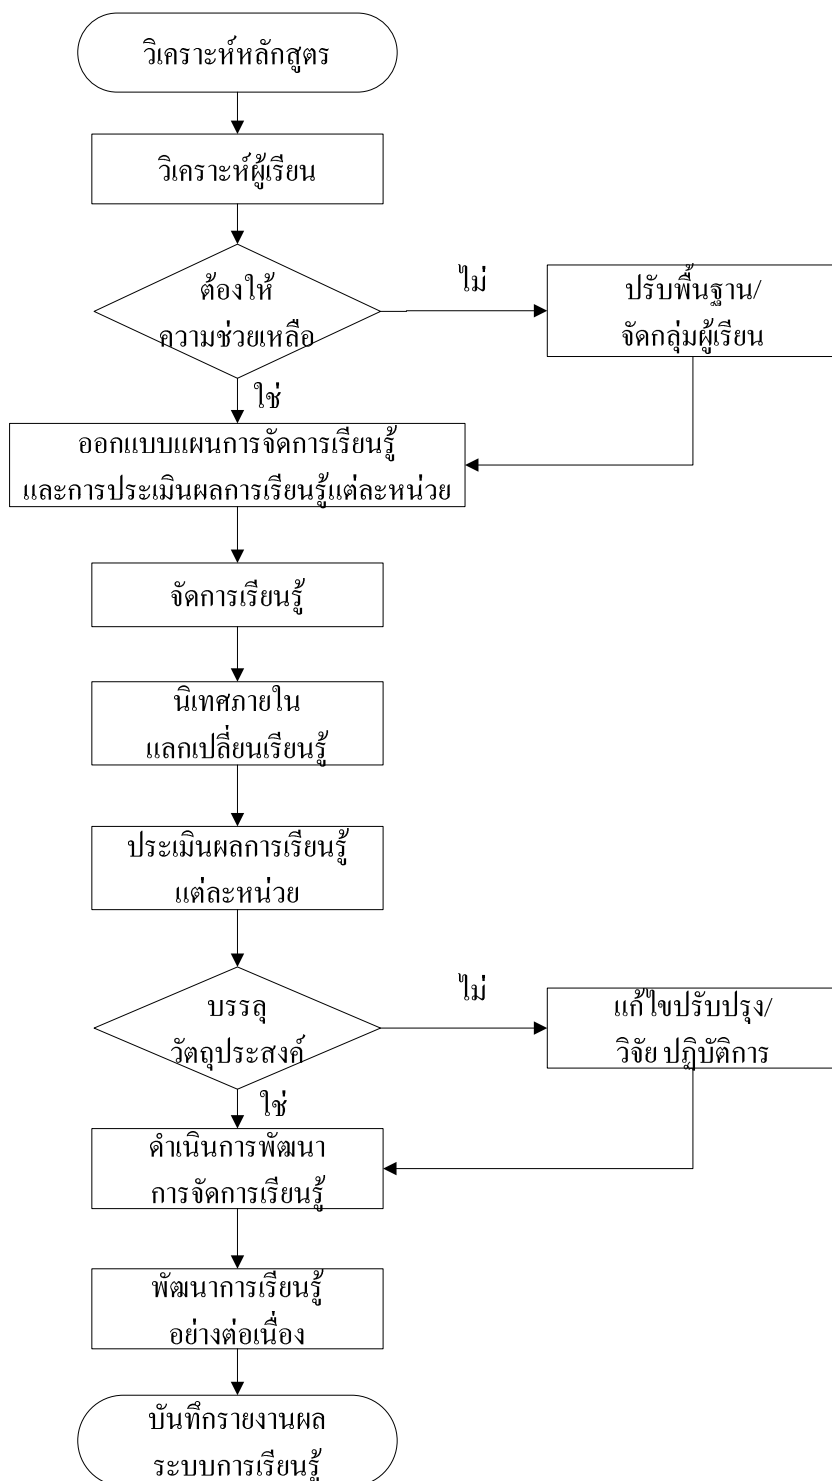 วิเคราะห์หลักสูตร
วิเคราะห์ผู้เรียน
ต้องให้
ความช่วยเหลือ
ไม่
ปรับพื้นฐาน/
จัดกลุ่มผู้เรียน
ใช่
ออกแบบแผนการจัดการเรียนรู้
และการประเมินผลการเรียนรู้แต่ละหน่วย
จัดการเรียนรู้
นิเทศภายใน
แลกเปลี่ยนเรียนรู้
ประเมินผลการเรียนรู้
แต่ละหน่วย
บรรลุ
วัตถุประสงค์
ไม่
แก้ไขปรับปรุง/
วิจัย ปฏิบัติการ
ใช่
ดำเนินการพัฒนา
การจัดการเรียนรู้
พัฒนาการเรียนรู้
อย่างต่อเนื่อง
บันทึกรายงานผล
ระบบการเรียนรู้